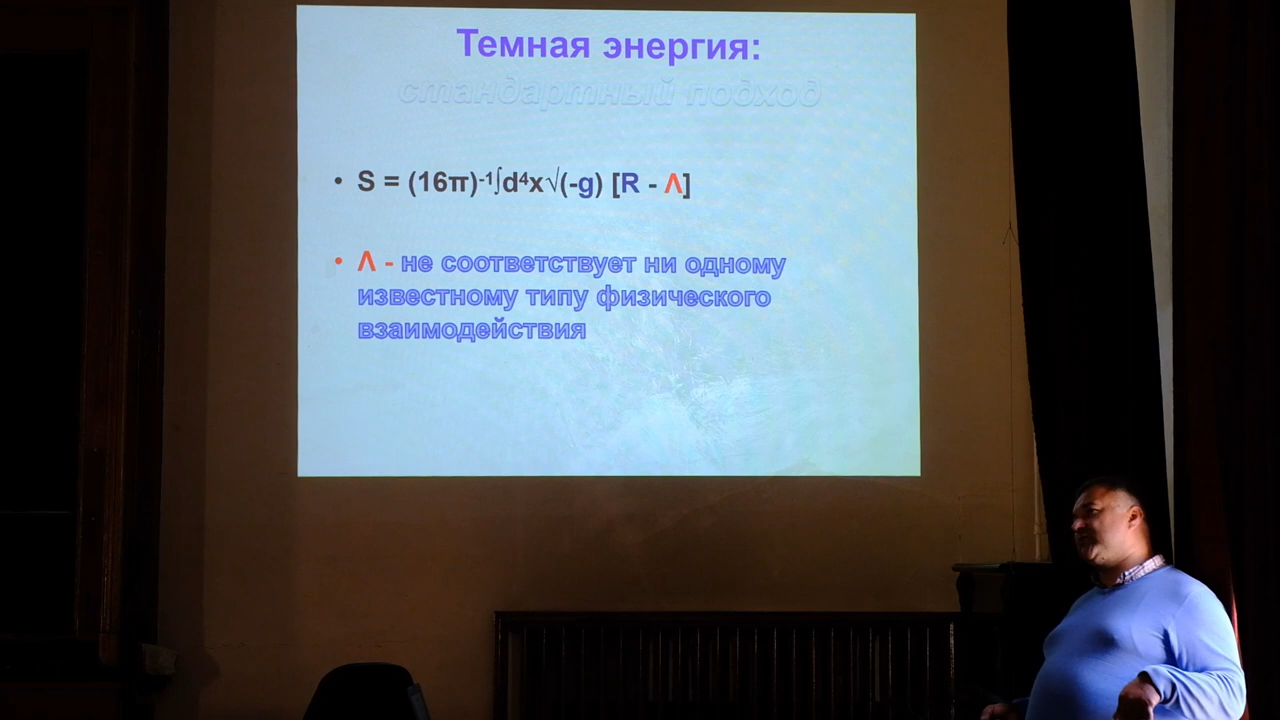 Темная энергия:
стандартный подход
• S = (16π)⁻¹∫d⁴x√(-g) [R - Λ]
• Λ - не соответствует ни одному
известному типу физического
взаимодействия